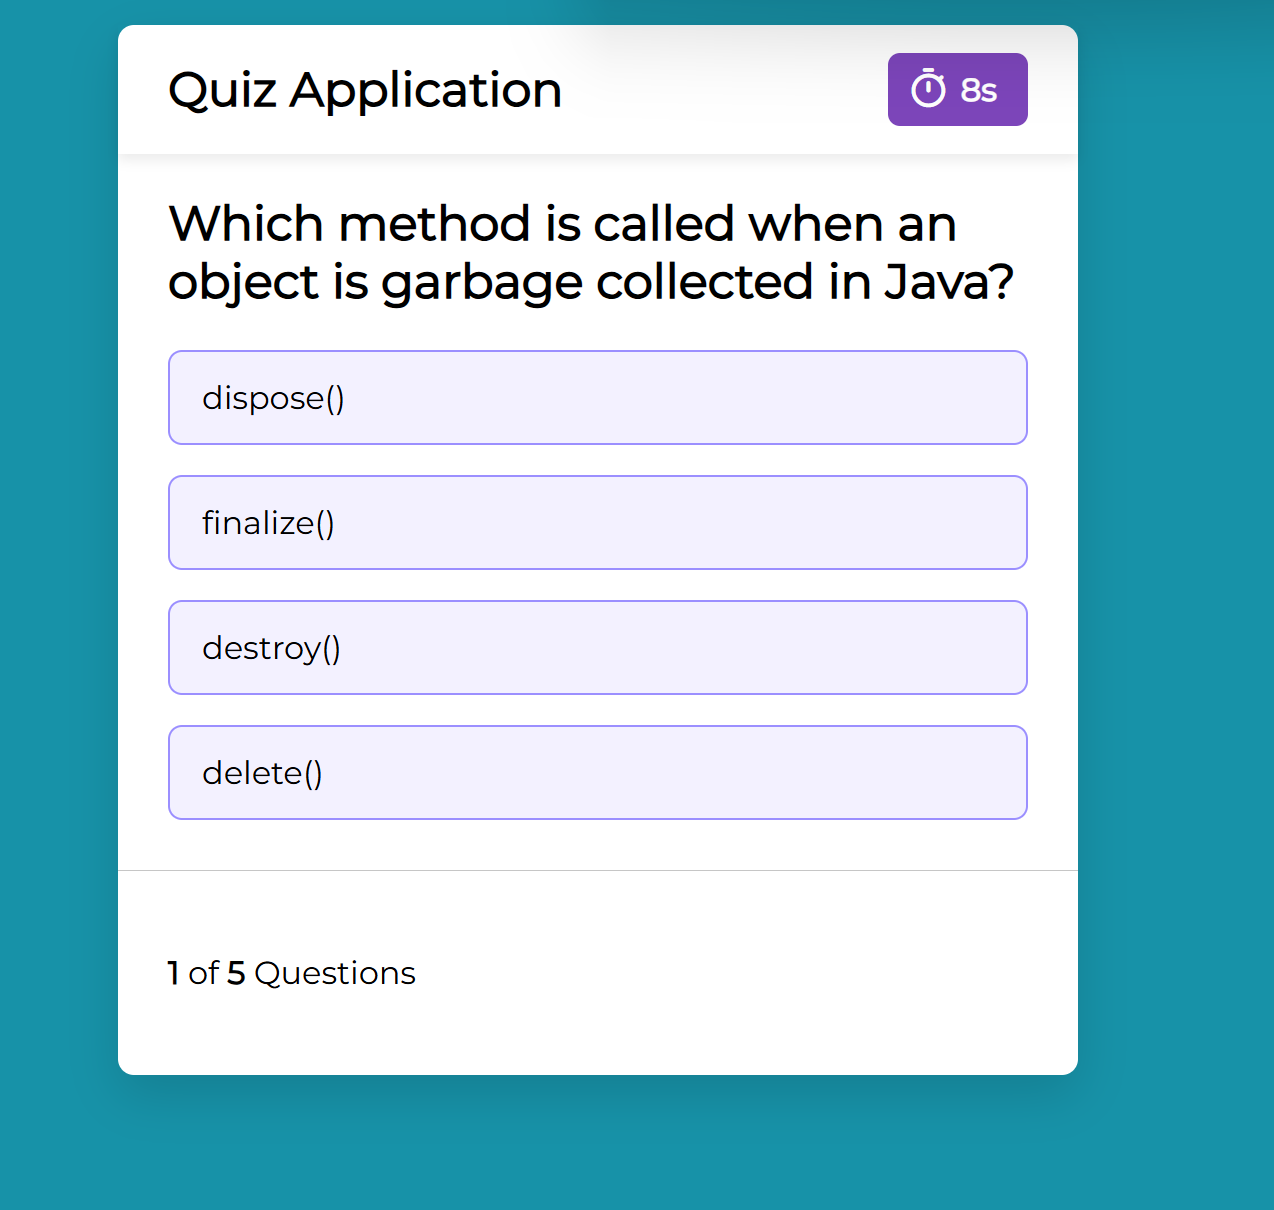 Quiz Application
8s
Which method is called when an
object is garbage collected in Java?
dispose()
finalize()
destroy()
delete()
1 of 5 Questions